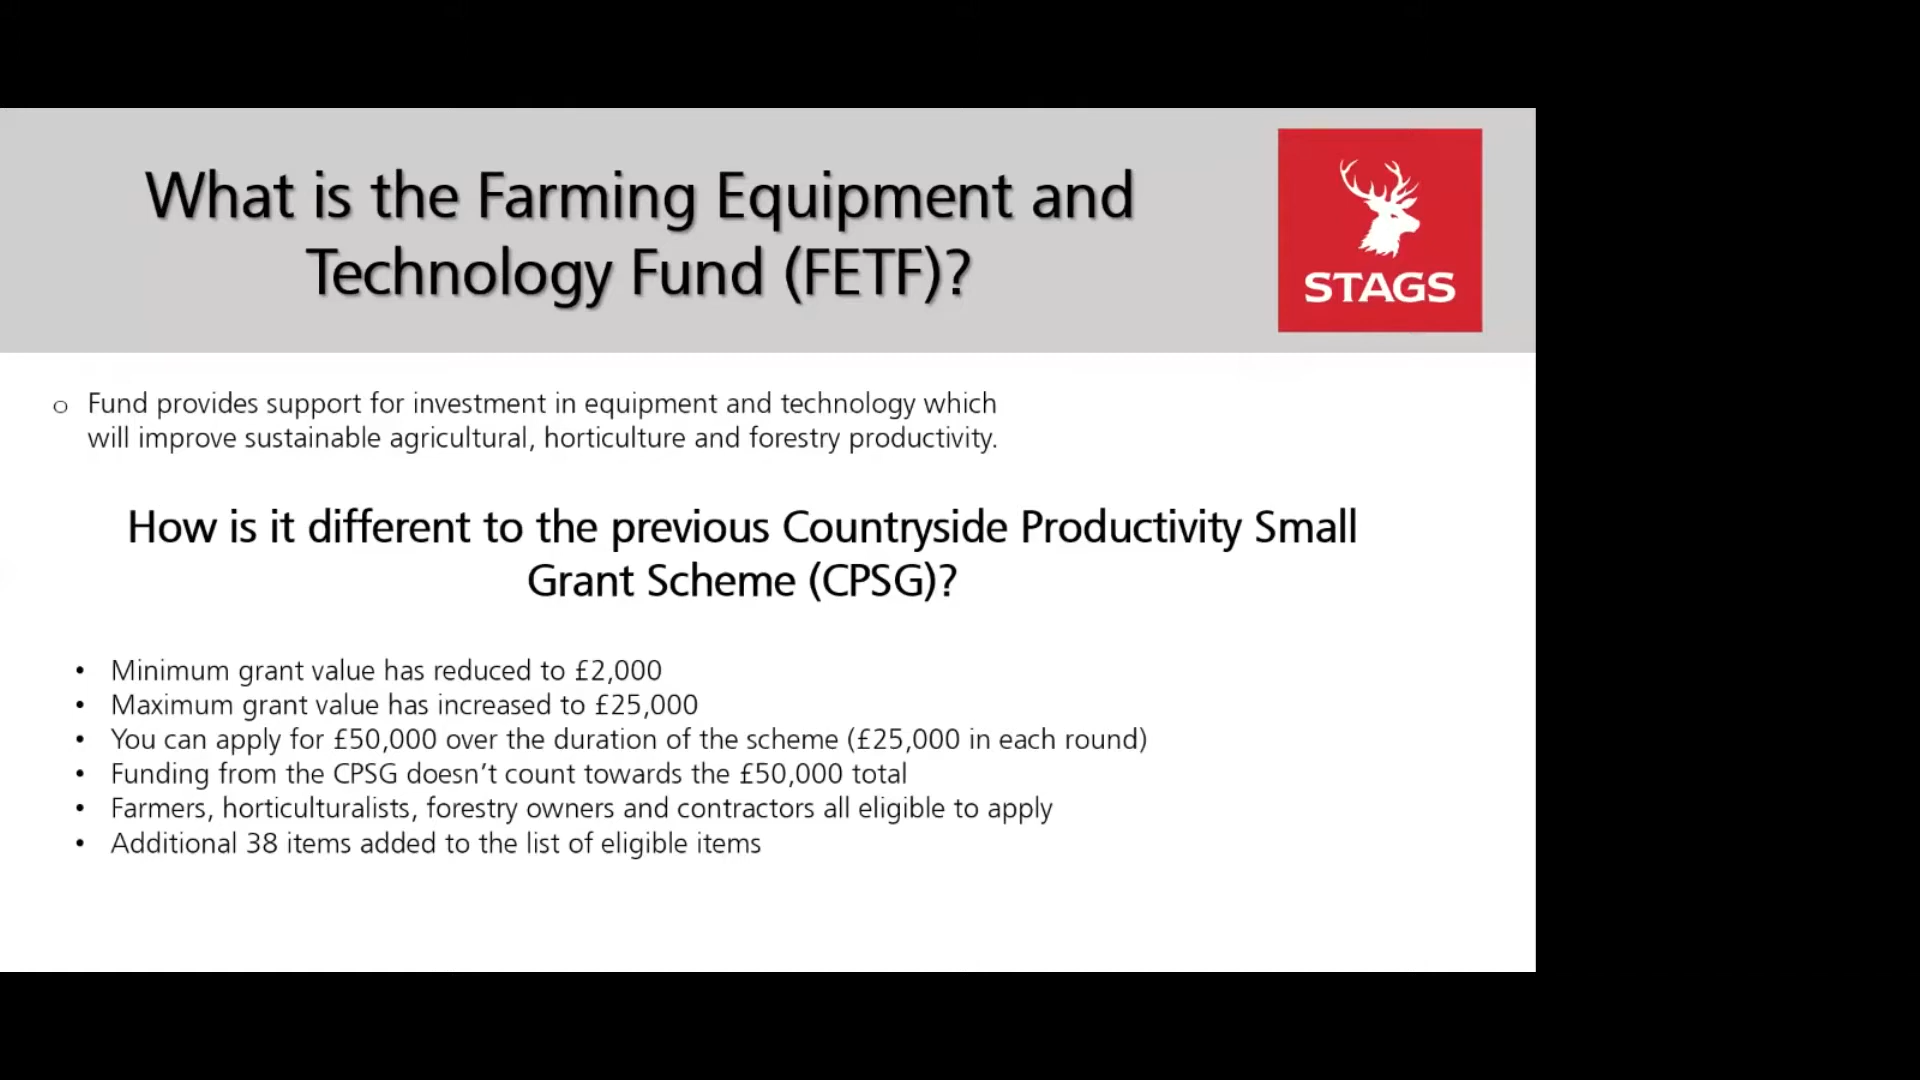 What is the Farming Equipment and
Technology Fund (FETF)?
STAGS
o Fund provides support for investment in equipment and technology which
will improve sustainable agricultural, horticulture and forestry productivity.
How is it different to the previous Countryside Productivity Small
Grant Scheme (CPSG)?
• Minimum grant value has reduced to £2,000
• Maximum grant value has increased to £25,000
• You can apply for £50,000 over the duration of the scheme (£25,000 in each round)
• Funding from the CPSG doesn’t count towards the £50,000 total
• Farmers, horticulturalists, forestry owners and contractors all eligible to apply
• Additional 38 items added to the list of eligible items